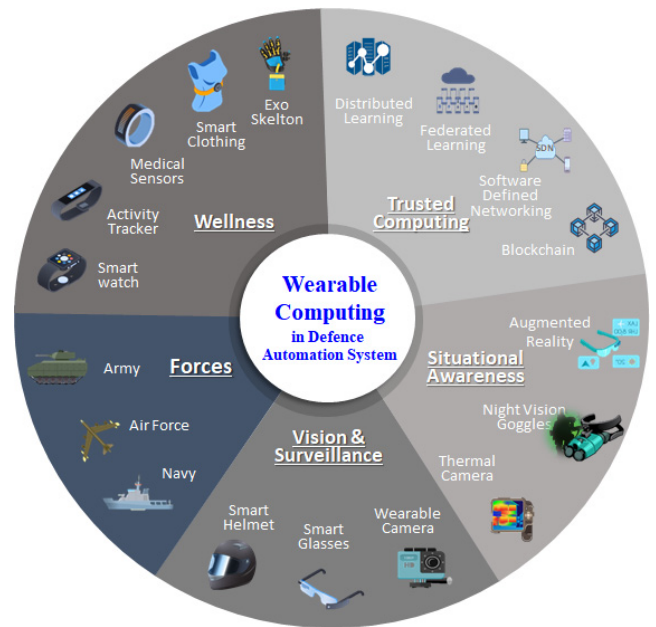 Wearable
Computing
in Defence
Automation System
Wellness
Exo
Skelton
Smart
Clothing
Medical
Sensors
Activity
Tracker
Smart
watch
Trusted
Computing
Distributed
Learning
Federated
Learning
SDN
Software
Defined
Networking
Blockchain
Situational
Awareness
Augmented
Reality
Night Vision
Goggles
Thermal
Camera
Vision &
Surveillance
Wearable
Camera
Smart
Glasses
Smart
Helmet
Forces
Army
Air Force
Navy